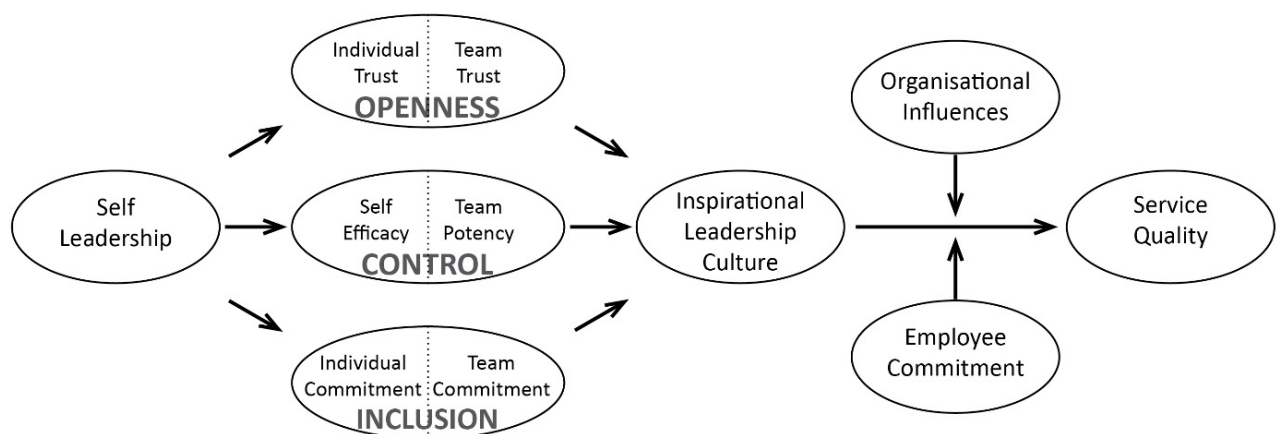 Individual Trust
Team Trust
OPENNESS
Organisational
Influences
Self
Leadership
Self Efficacy
Team Potency
CONTROL
Inspirational
Leadership
Culture
Service
Quality
Individual Commitment
Team Commitment
INCLUSION
Employee
Commitment